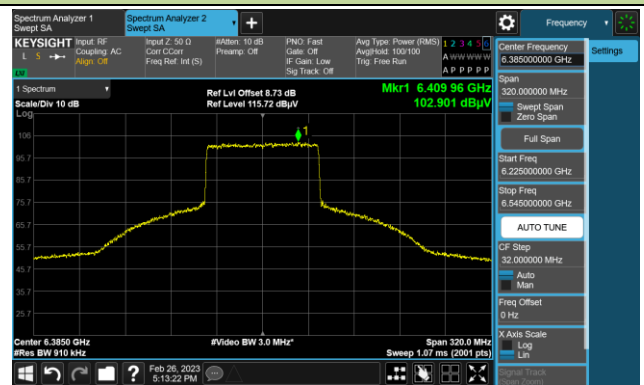 Spectrum Analyzer 1
Swept SA
Spectrum Analyzer 2
Swept SA
Frequency
KEYSIGHT
L S
LW
Input: RF
Coupling: AC
Align: Off
Input Z: 50 Ω
Corr CCorr
Freq Ref: Int (S)
#Atten: 10 dB
Preamp: Off
PNO: Fast
Gate: Off
IF Gain: Low
Sig Track: Off
Avg Type: Power (RMS)
Avg|Hold: 100/100
Trig: Free Run
1 2 3 4 5 6
A W W W W W
A P P P P P
1 Spectrum
Scale/Div 10 dB
Ref Lvl Offset 8.73 dB
Ref Level 115.72 dBµV
Mkr1 6.409 96 GHz
102.901 dBµV
Log
1
106
95.7
85.7
75.7
65.7
55.7
45.7
35.7
25.7
Center 6.3850 GHz
#Res BW 910 kHz
#Video BW 3.0 MHz*
Span 320.0 MHz
Sweep 1.07 ms (2001 pts)
Center Frequency
6.385000000 GHz
Settings
Span
320.000000 MHz
Swept Span
Zero Span
Full Span
Start Freq
6.225000000 GHz
Stop Freq
6.545000000 GHz
AUTO TUNE
CF Step
32.000000 MHz
Auto
Man
Freq Offset
0 Hz
X Axis Scale
Log
Lin
Signal Track
(Span Zoom)
Feb 26, 2023
5:13:22 PM